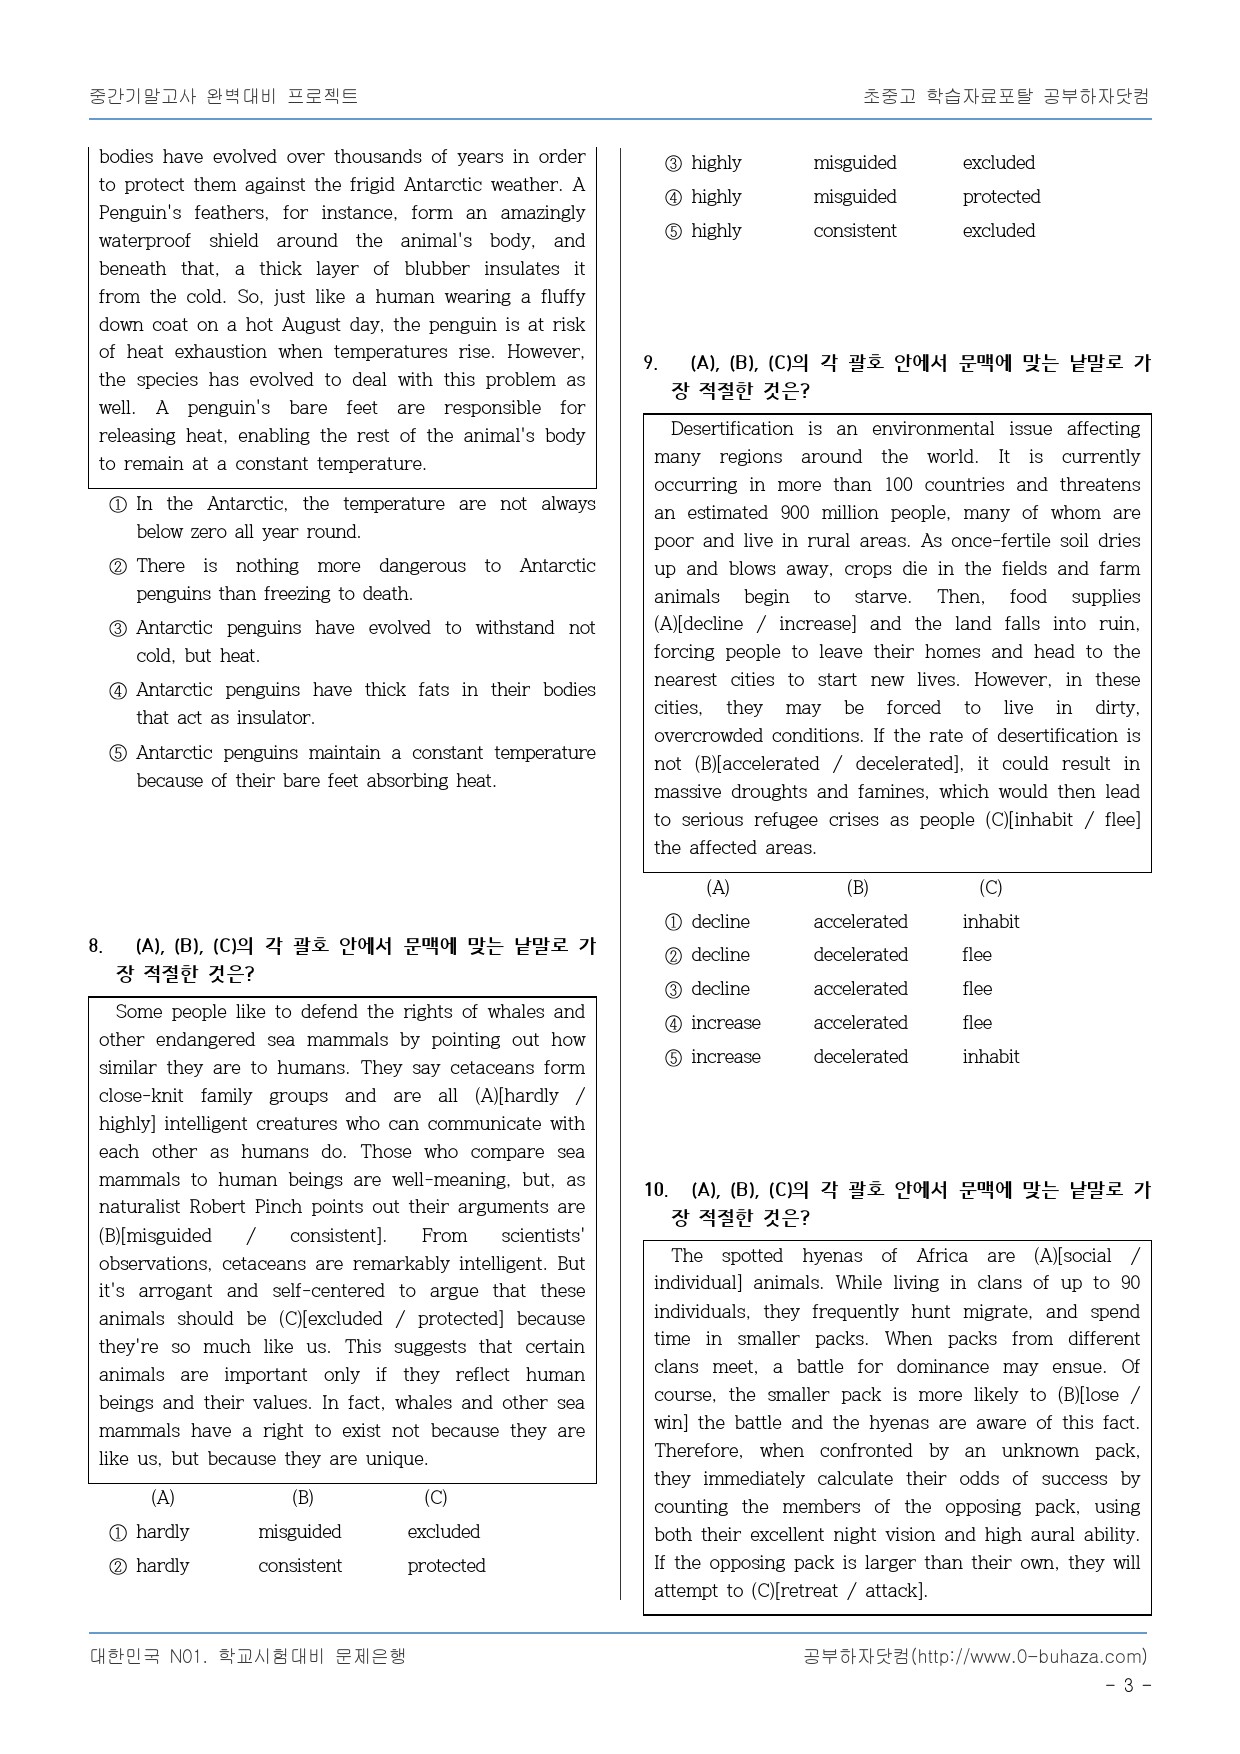 중간기말고사 완벽대비 프로젝트
초중고 학습자료포탈 공부하자닷컴
bodies have evolved over thousands of years in order
to protect them against the frigid Antarctic weather. A
Penguin's feathers, for instance, form an amazingly
waterproof shield around the animal's body, and
beneath that, a thick layer of blubber insulates it
from the cold. So, just like a human wearing a fluffy
down coat on a hot August day, the penguin is at risk
of heat exhaustion when temperatures rise. However,
the species has evolved to deal with this problem as
well. A penguin's bare feet are responsible for
releasing heat, enabling the rest of the animal's body
to remain at a constant temperature.
① In the Antarctic, the temperature are not always
below zero all year round.
② There is nothing more dangerous to Antarctic
penguins than freezing to death.
③ Antarctic penguins have evolved to withstand not
cold, but heat.
④ Antarctic penguins have thick fats in their bodies
that act as insulator.
⑤ Antarctic penguins maintain a constant temperature
because of their bare feet absorbing heat.
8. (A), (B), (C)의 각 괄호 안에서 문맥에 맞는 낱말로 가
장 적절한 것은?
Some people like to defend the rights of whales and
other endangered sea mammals by pointing out how
similar they are to humans. They say cetaceans form
close-knit family groups and are all (A)[hardly /
highly] intelligent creatures who can communicate with
each other as humans do. Those who compare sea
mammals to human beings are well-meaning, but, as
naturalist Robert Pinch points out their arguments are
(B)[misguided / consistent]. From scientists'
observations, cetaceans are remarkably intelligent. But
it's arrogant and self-centered to argue that these
animals should be (C)[excluded / protected] because
they're so much like us. This suggests that certain
animals are important only if they reflect human
beings and their values. In fact, whales and other sea
mammals have a right to exist not because they are
like us, but because they are unique.
(A) (B) (C)
① hardly misguided excluded
② hardly consistent protected
③ highly misguided excluded
④ highly misguided protected
⑤ highly consistent excluded
9. (A), (B), (C)의 각 괄호 안에서 문맥에 맞는 낱말로 가
장 적절한 것은?
Desertification is an environmental issue affecting
many regions around the world. It is currently
occurring in more than 100 countries and threatens
an estimated 900 million people, many of whom are
poor and live in rural areas. As once-fertile soil dries
up and blows away, crops die in the fields and farm
animals begin to starve. Then, food supplies
(A)[decline / increase] and the land falls into ruin,
forcing people to leave their homes and head to the
nearest cities to start new lives. However, in these
cities, they may be forced to live in dirty,
overcrowded conditions. If the rate of desertification is
not (B)[accelerated / decelerated], it could result in
massive droughts and famines, which would then lead
to serious refugee crises as people (C)[inhabit / flee]
the affected areas.
(A) (B) (C)
① decline accelerated inhabit
② decline decelerated flee
③ decline accelerated flee
④ increase accelerated flee
⑤ increase decelerated inhabit
10. (A), (B), (C)의 각 괄호 안에서 문맥에 맞는 낱말로 가
장 적절한 것은?
The spotted hyenas of Africa are (A)[social /
individual] animals. While living in clans of up to 90
individuals, they frequently hunt migrate, and spend
time in smaller packs. When packs from different
clans meet, a battle for dominance may ensue. Of
course, the smaller pack is more likely to (B)[lose /
win] the battle and the hyenas are aware of this fact.
Therefore, when confronted by an unknown pack,
they immediately calculate their odds of success by
counting the members of the opposing pack, using
both their excellent night vision and high aural ability.
If the opposing pack is larger than their own, they will
attempt to (C)[retreat / attack].
대한민국 N01. 학교시험대비 문제은행
공부하자닷컴(http://www.0-buhaza.com)
- 3 -